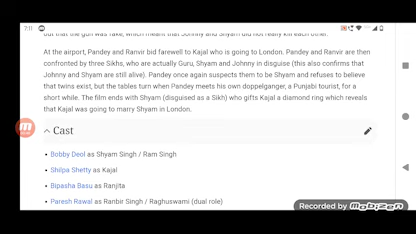 7:11
but that the gun was fake, which meant that Johnny and Shyam did not really kill each other.
At the airport, Pandey and Ranvir bid farewell to Kajal who is going to London. Pandey and Ranvir are then
confronted by three Sikhs, who are actually Guru, Shyam and Johnny in disguise (this also confirms that
Johnny and Shyam are still alive). Pandey once again suspects them to be Shyam and refuses to believe
that twins exist, but the tables turn when Pandey meets his own doppelganger, a Punjabi tourist, for a
short while. The film ends with Shyam (disguised as a Sikh) who gifts Kajal a diamond ring which reveals
that Kajal was going to marry Shyam in London.
Cast
• Bobby Deol as Shyam Singh / Ram Singh
• Shilpa Shetty as Kajal
• Bipasha Basu as Ranjita
• Paresh Rawal as Ranbir Singh / Raghuswami (dual role)
Recorded by Mobizen